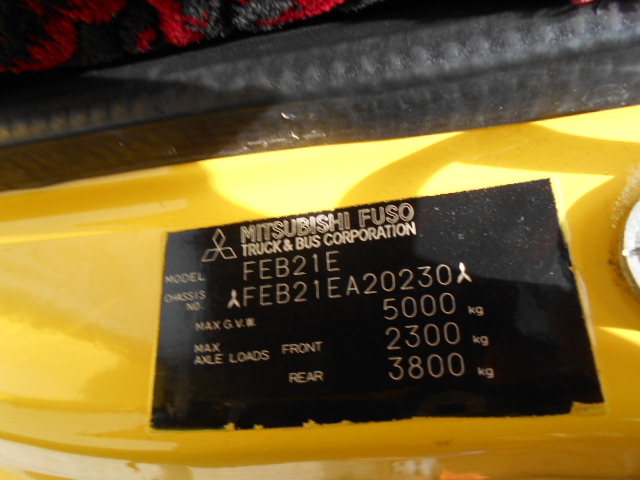 MITSUBISHI FUSO
TRUCK & BUS CORPORATION
MODEL FEB21E
CHASSIS NO. FEB21EA20230
MAX G.V.W. 5000 kg
MAX AXLE LOADS FRONT 2300 kg
REAR 3800 kg